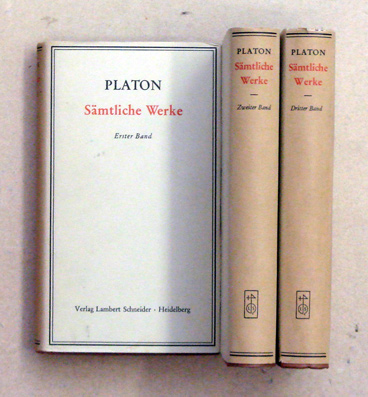 PLATON
Sämtliche Werke
Erster Band
Verlag Lambert Schneider · Heidelberg
PLATON
Sämtliche
Werke
Zweiter Band
PLATON
Sämtliche
Werke
Dritter Band